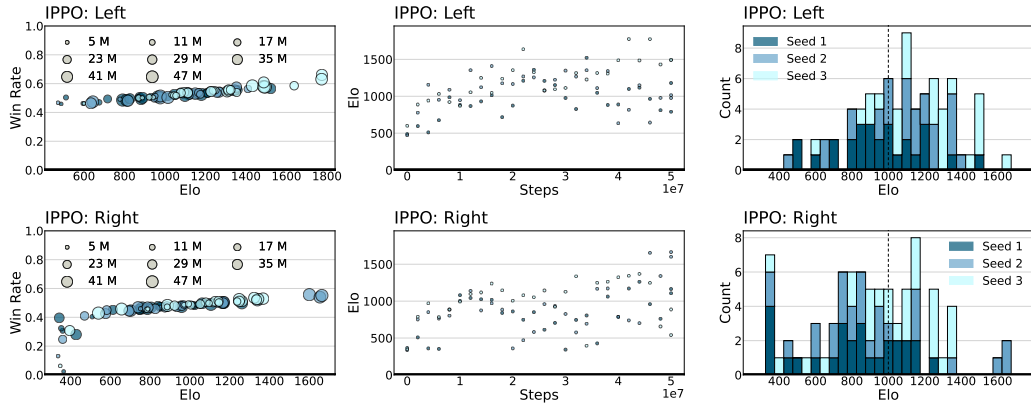 IPPO: Left
1.0
0.8
0.6
0.4
0.2
0.0
Win Rate
5 M
11 M
17 M
23 M
29 M
35 M
41 M
47 M
600 800 1000 1200 1400 1600 1800
Elo
IPPO: Left
1500
1000
500
Elo
0 1 2 3 4 5
Steps
1e7
IPPO: Left
8
6
4
2
0
Count
Seed 1
Seed 2
Seed 3
400 600 800 1000 1200 1400 1600
Elo
IPPO: Right
1.0
0.8
0.6
0.4
0.2
0.0
Win Rate
5 M
11 M
17 M
23 M
29 M
35 M
41 M
47 M
400 600 800 1000 1200 1400 1600
Elo
IPPO: Right
1500
1000
500
0
Elo
0 1 2 3 4 5
Steps
1e7
IPPO: Right
8
6
4
2
0
Count
Seed 1
Seed 2
Seed 3
400 600 800 1000 1200 1400 1600
Elo